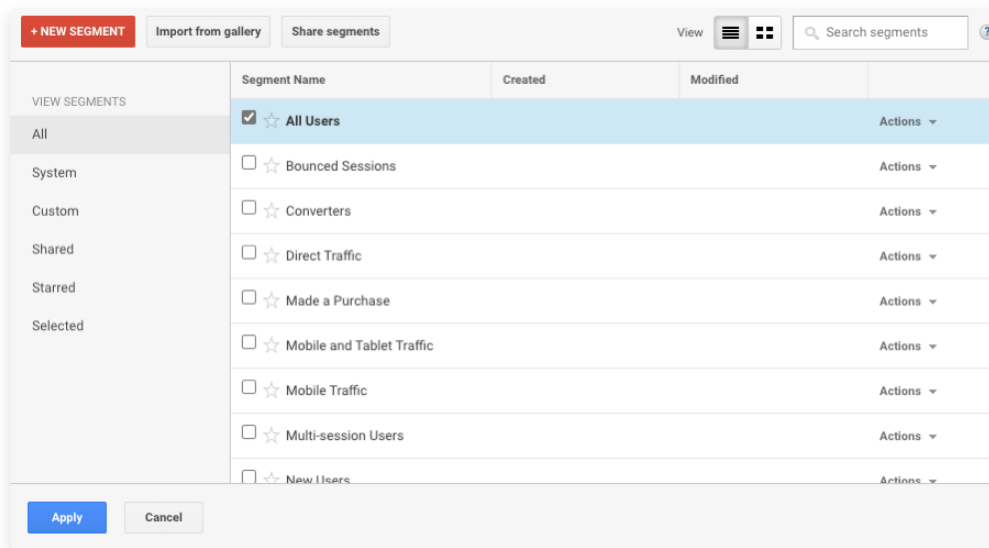 + NEW SEGMENT Import from gallery Share segments View Search segments ?
Segment Name Created Modified
VIEW SEGMENTS
All
System
Custom
Shared
Starred
Selected
All Users Actions
Bounced Sessions Actions
Converters Actions
Direct Traffic Actions
Made a Purchase Actions
Mobile and Tablet Traffic Actions
Mobile Traffic Actions
Multi-session Users Actions
New Users Actions
Apply Cancel